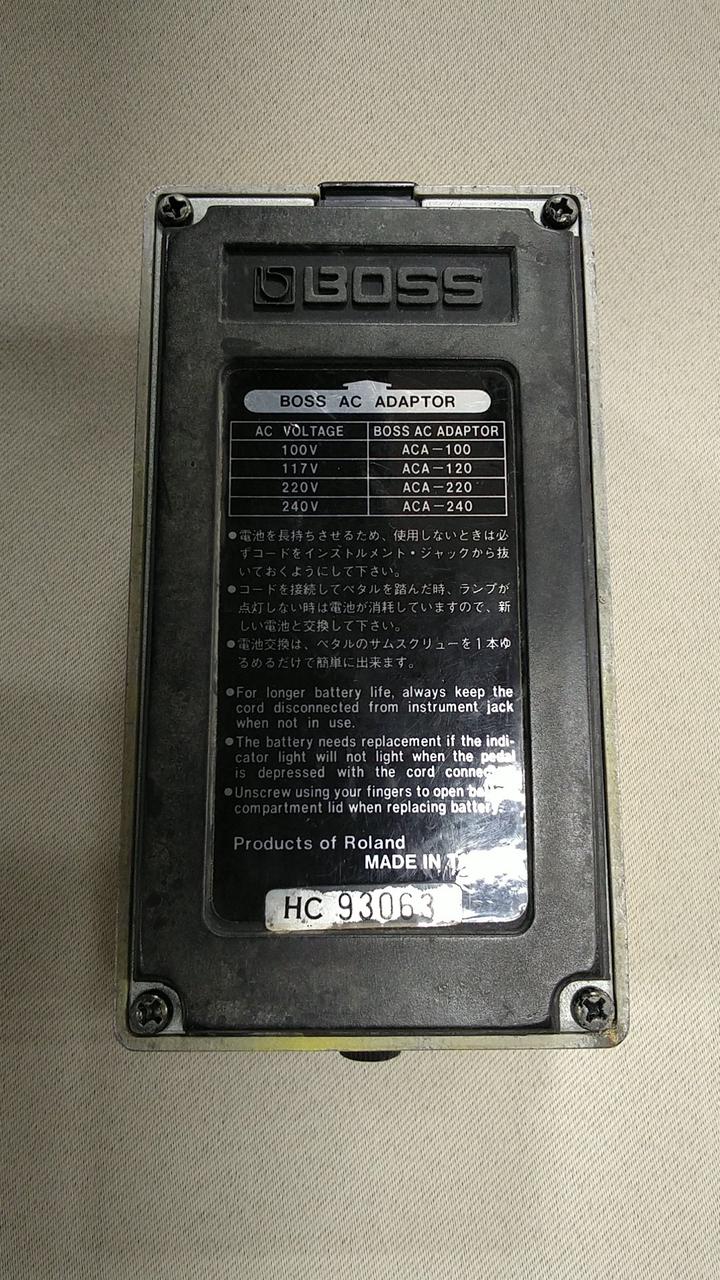 BOSS
BOSS AC ADAPTOR
AC VOLTAGE BOSS AC ADAPTOR
100V ACA-100
117V ACA-120
220V ACA-220
240V ACA-240
●電池を長持ちさせるため、使用しないときは必
ずコードをインストルメント・ジャックから抜
いておくようにして下さい。
●コードを接続してペタルを踏んだ時、ランプが
点灯しない時は電池が消耗していますので、新
しい電池と交換して下さい。
●電池交換は、ペタルのサムスクリューを1本ゆ
るめるだけで簡単に出来ます。
●For longer battery life, always keep the
cord disconnected from instrument jack
when not in use.
●The battery needs replacement if the indi-
cator light will not light when the pedal
is depressed with the cord
●Unscrew using your fingers to open
compartment lid when replacing battery.
Products of Roland
MADE IN
HC 93063